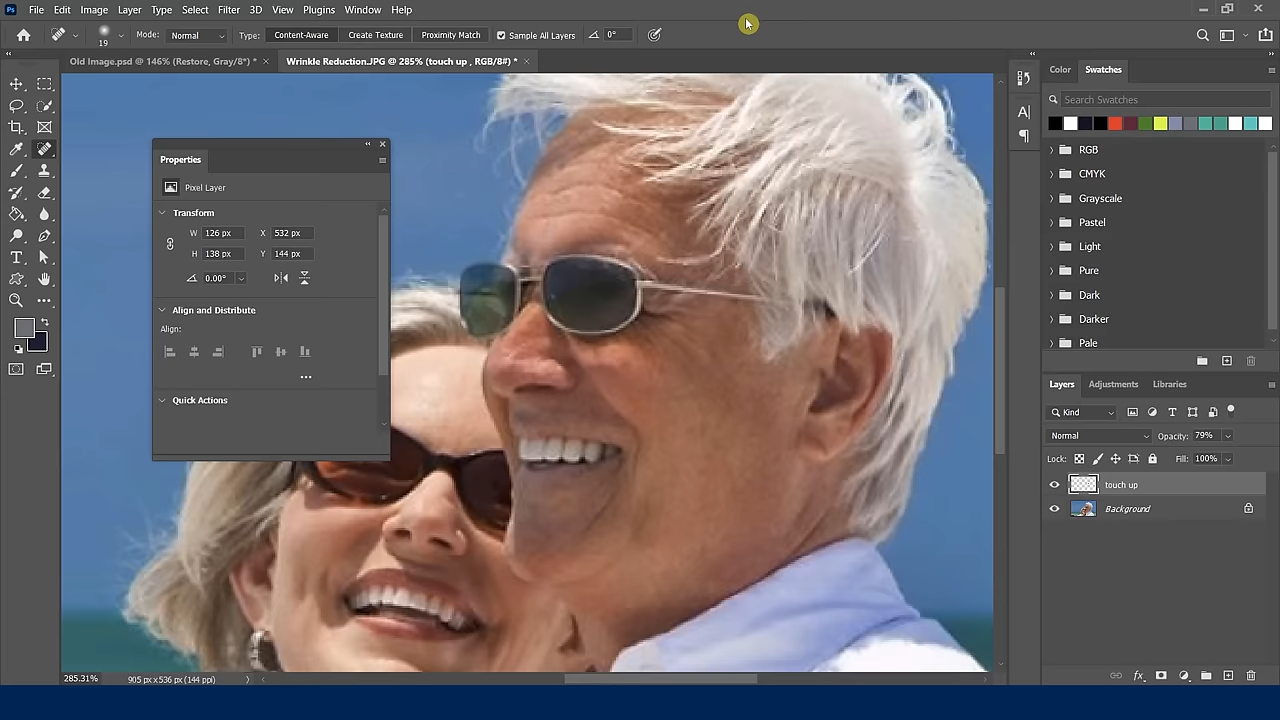 Ps File Edit Image Layer Type Select Filter 3D View Plugins Window Help
19 Mode: Normal Type: Content-Aware Create Texture Proximity Match Sample All Layers 0°
Old Image.psd @ 146% (Restore, Gray/8*) * × Wrinkle Reduction.JPG @ 285% (touch up , RGB/8#) * ×
Properties
Pixel Layer
Transform
W 126 px X 532 px
H 138 px Y 144 px
0.00°
Align and Distribute
Align:
Quick Actions
Color Swatches
Search Swatches
RGB
CMYK
Grayscale
Pastel
Light
Pure
Dark
Darker
Pale
Layers Adjustments Libraries
Kind
Normal Opacity: 79%
Lock: Fill: 100%
touch up
Background
285.31% 905 px x 536 px (144 ppi)